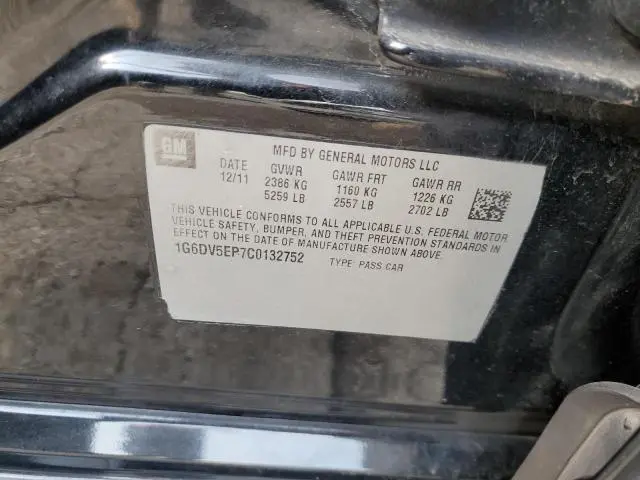 GM
MFD BY GENERAL MOTORS LLC
DATE GVWR GAWR FRT GAWR RR
12/11 2386 KG 1160 KG 1226 KG
5259 LB 2557 LB 2702 LB
THIS VEHICLE CONFORMS TO ALL APPLICABLE U.S. FEDERAL MOTOR
VEHICLE SAFETY, BUMPER, AND THEFT PREVENTION STANDARDS IN
EFFECT ON THE DATE OF MANUFACTURE SHOWN ABOVE.
1G6DV5EP7C0132752 TYPE: PASS CAR